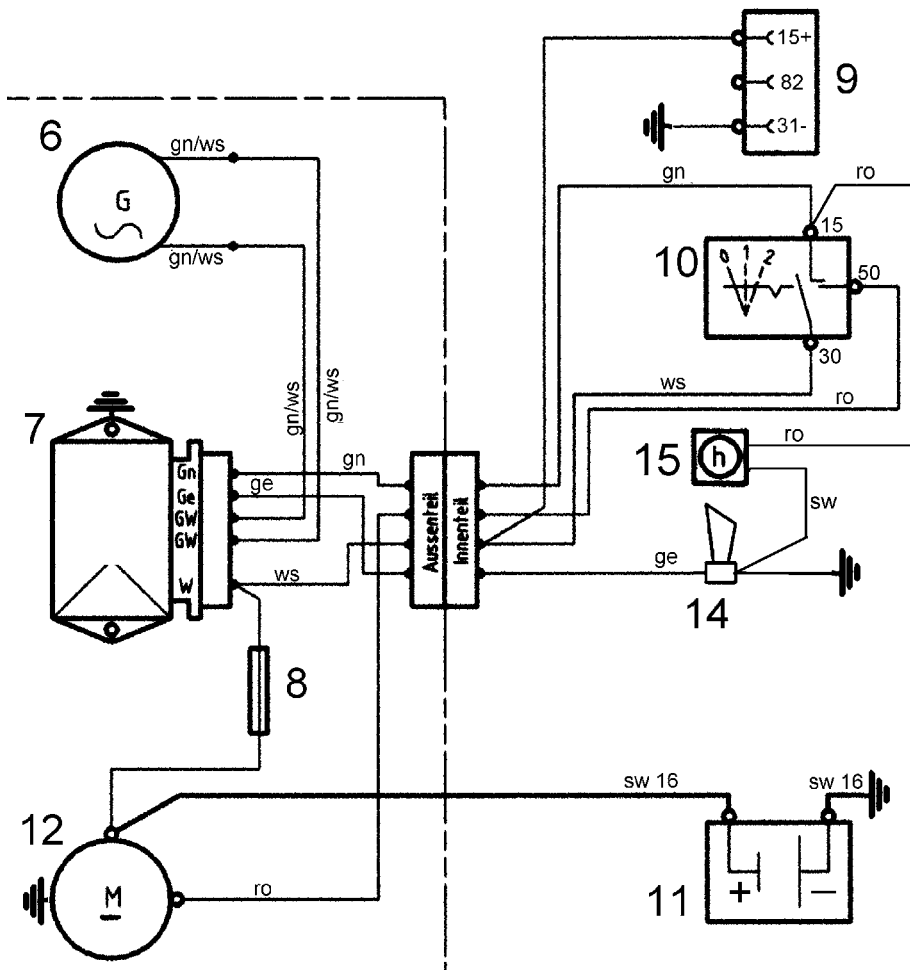 15+
82
9
31-
6
gn/ws
G
gn/ws
gn
ro
15
10
0 1 2
50
30
ws
ro
7
gn/ws
gn/ws
Gn
Ge
GW
GW
W
gn
ge
ws
Aussenteil
Innenteil
15
h
ro
sw
ge
14
8
12
M
ro
sw 16
sw 16
11
+
−